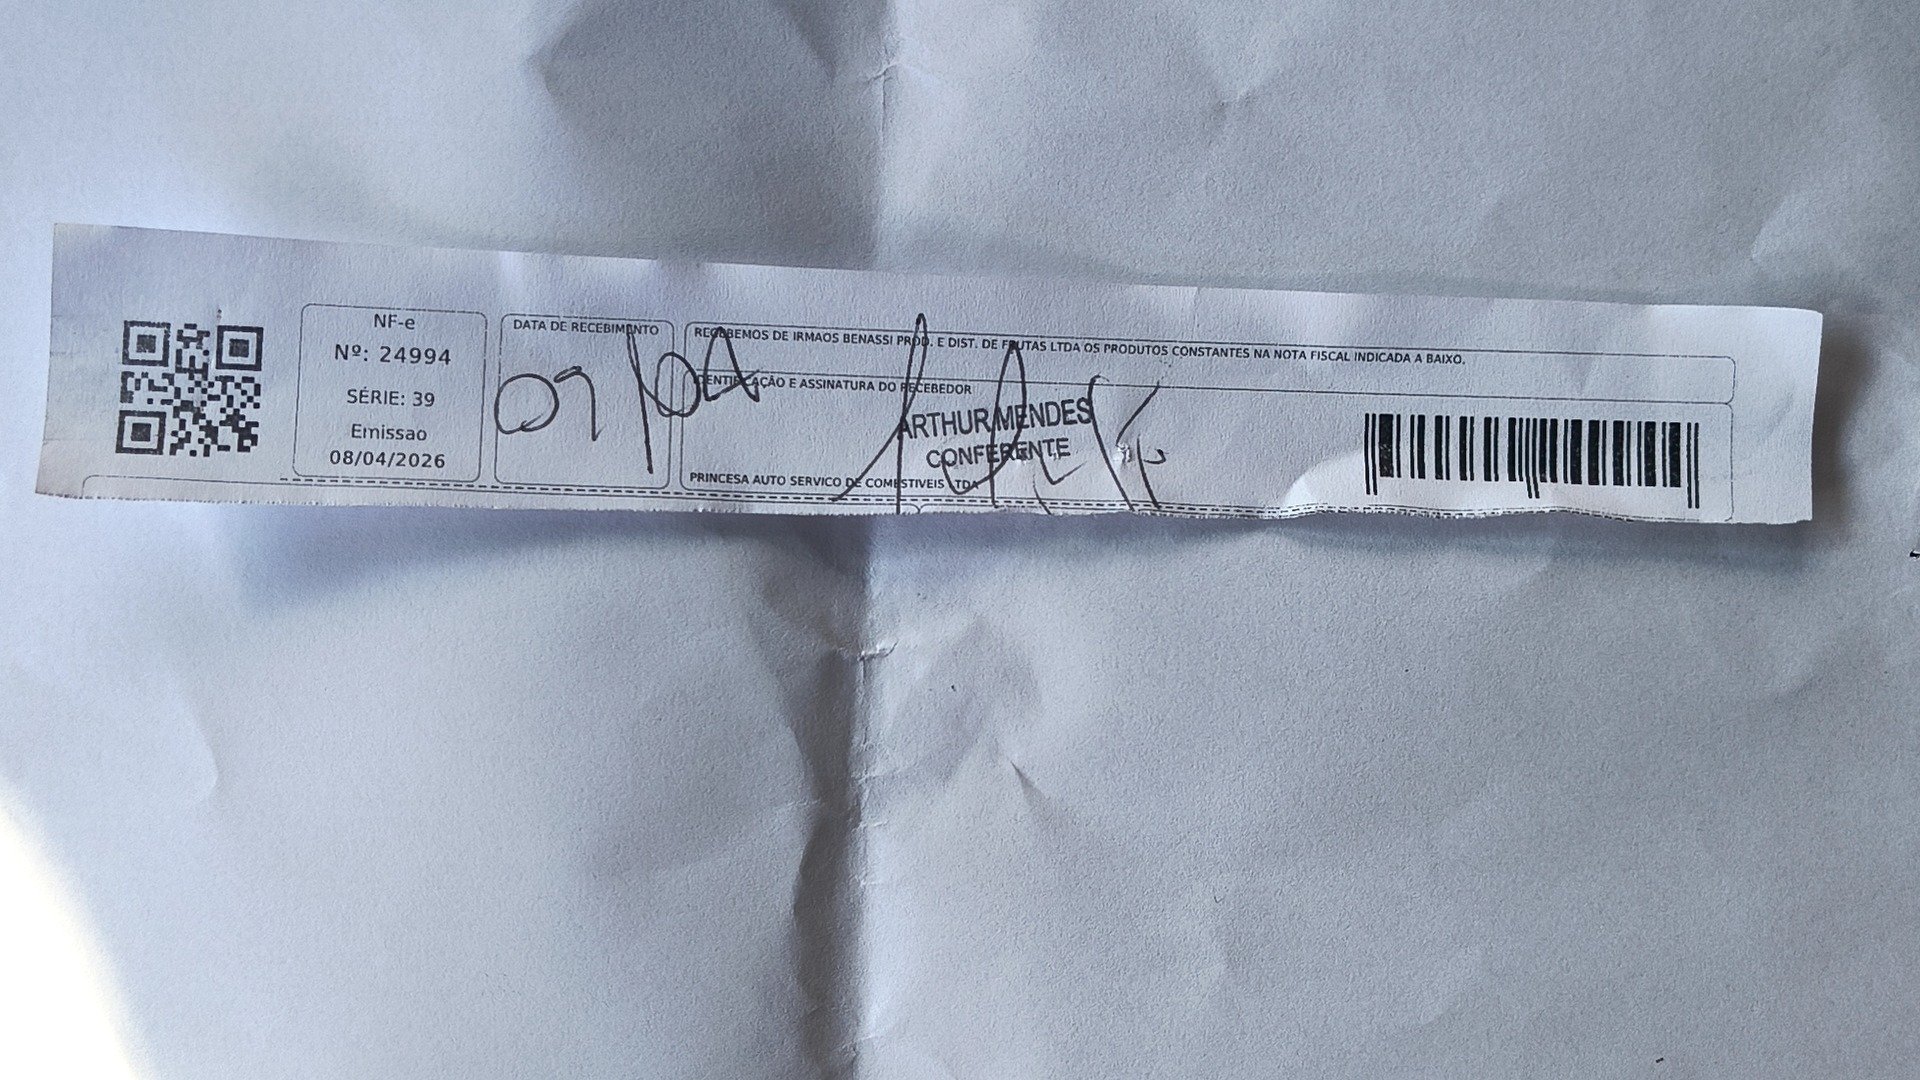 NF-e
Nº: 24994
SÉRIE: 39
Emissao
08/04/2026
DATA DE RECEBIMENTO
09/04
RECEBEMOS DE IRMAOS BENASSI PROD. E DIST. DE FRUTAS LTDA OS PRODUTOS CONSTANTES NA NOTA FISCAL INDICADA A BAIXO.
IDENTIFICAÇÃO E ASSINATURA DO RECEBEDOR
ARTHUR MENDES
CONFERENTE
PRINCESA AUTO SERVICO DE COMESTIVEIS LTDA